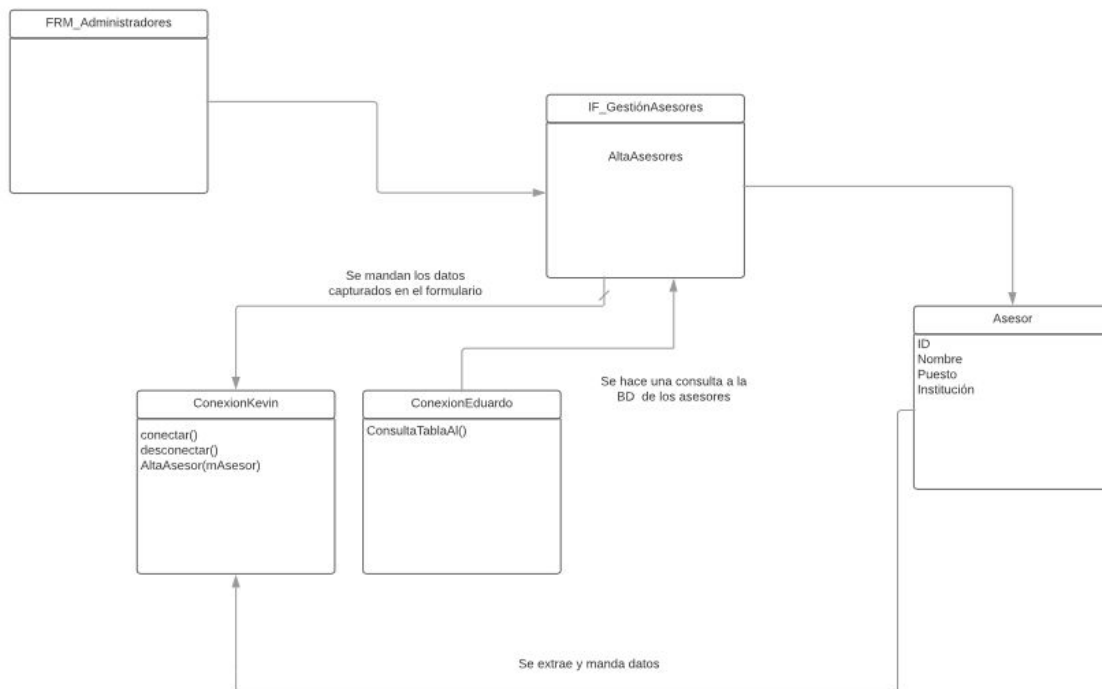 FRM_Administradores
IF_GestiónAsesores
AltaAsesores
Se mandan los datos
capturados en el formulario
Asesor
ID
Nombre
Puesto
Institución
Se hace una consulta a la
BD de los asesores
ConexionKevin
conectar()
desconectar()
AltaAsesor(mAsesor)
ConexionEduardo
ConsultaTablaAl()
Se extrae y manda datos